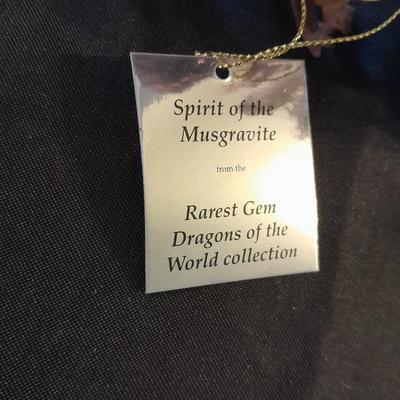 Spirit of the
Musgravite
from the
Rarest Gem
Dragons of the
World collection